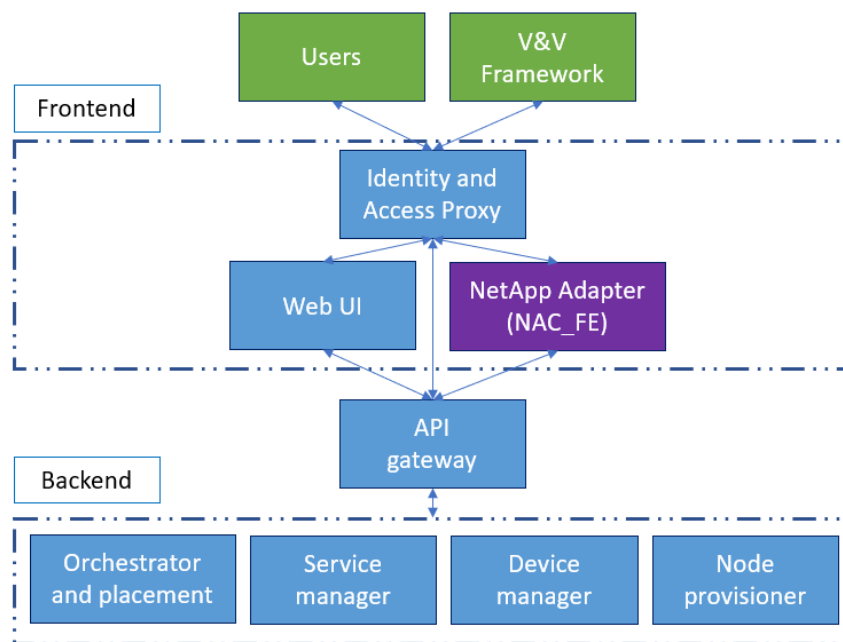 Users
V&V
Framework
Frontend
Identity and
Access Proxy
Web UI
NetApp Adapter
(NAC_FE)
API
gateway
Backend
Orchestrator
and placement
Service
manager
Device
manager
Node
provisioner